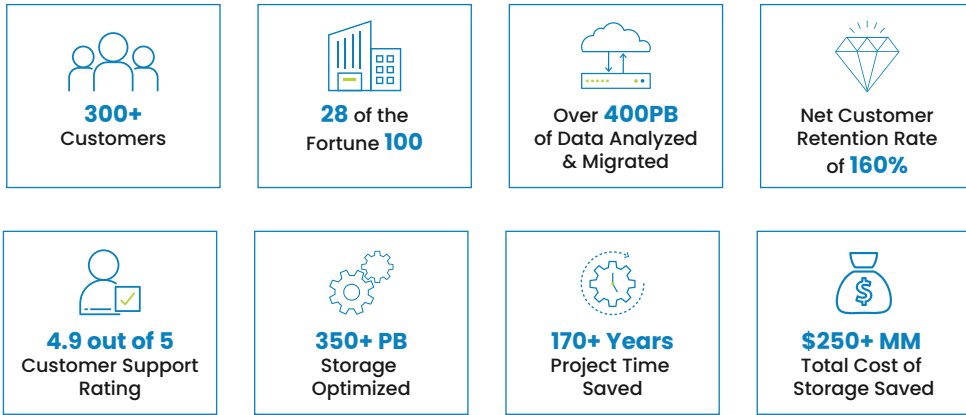 300+
Customers
28 of the
Fortune 100
Over 400PB
of Data Analyzed
& Migrated
Net Customer
Retention Rate
of 160%
4.9 out of 5
Customer Support
Rating
350+ PB
Storage
Optimized
170+ Years
Project Time
Saved
$
$250+ MM
Total Cost of
Storage Saved